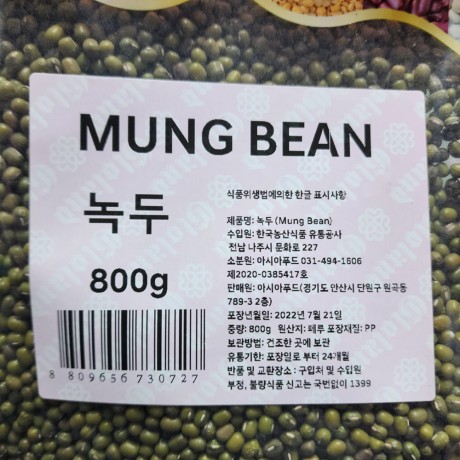 MUNG BEAN
녹두
800g
식품위생법에의한 한글 표시사항
제품명: 녹두 (Mung Bean)
수입원: 한국농산식품 유통공사
전남 나주시 문화로 227
소분원: 아시아푸드 031-494-1606
제2020-0385417호
판매원: 아시아푸드(경기도 안산시 단원구 원곡동
789-3 2층)
포장년월일: 2022년 7월 21일
중량: 800g 원산지: 페루 포장재질: PP
보관방법: 건조한 곳에 보관
유통기한: 포장일로 부터 24개월
반품 및 교환장소 : 구입처 및 수입원
부정, 불량식품 신고는 국번없이 1399
8 809656 730727